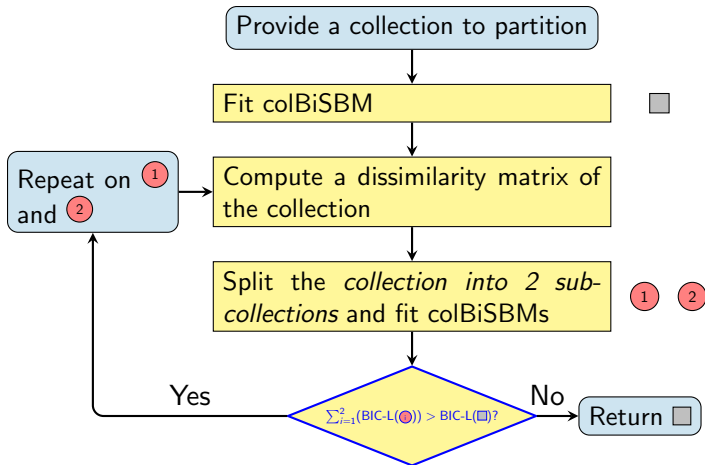 Provide a collection to partition
Fit colBiSBM
Repeat on 1
and 2
Compute a dissimilarity matrix of
the collection
Split the collection into 2 sub-
collections and fit colBiSBMs
1 2
Yes
∑²ᵢ₌₁(BIC-L(i)) > BIC-L(■)?
No
Return